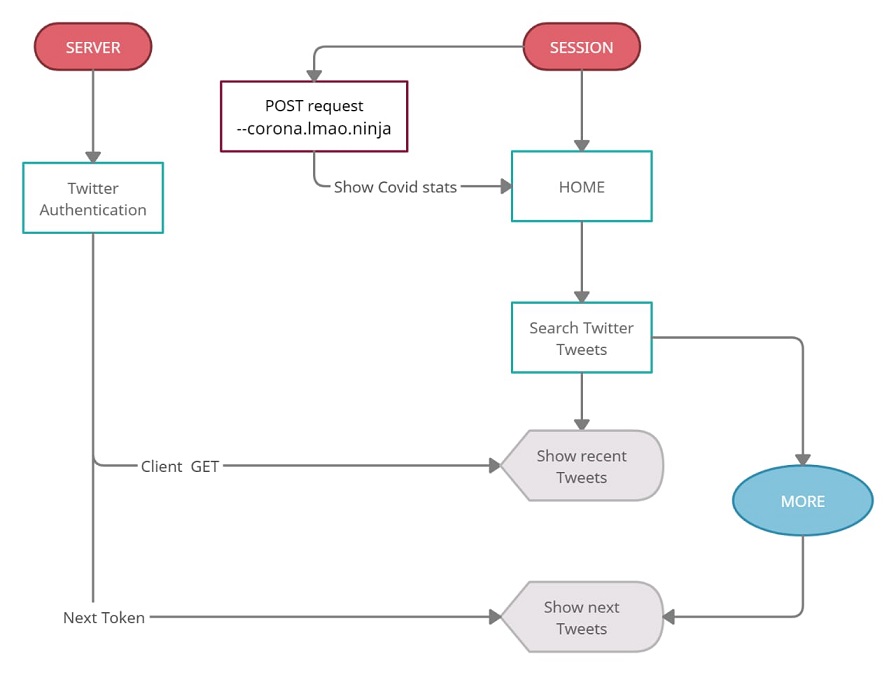 SERVER
SESSION
POST request
--corona.lmao.ninja
Twitter
Authentication
Show Covid stats
HOME
Search Twitter
Tweets
Client  GET
Show recent
Tweets
MORE
Next Token
Show next
Tweets